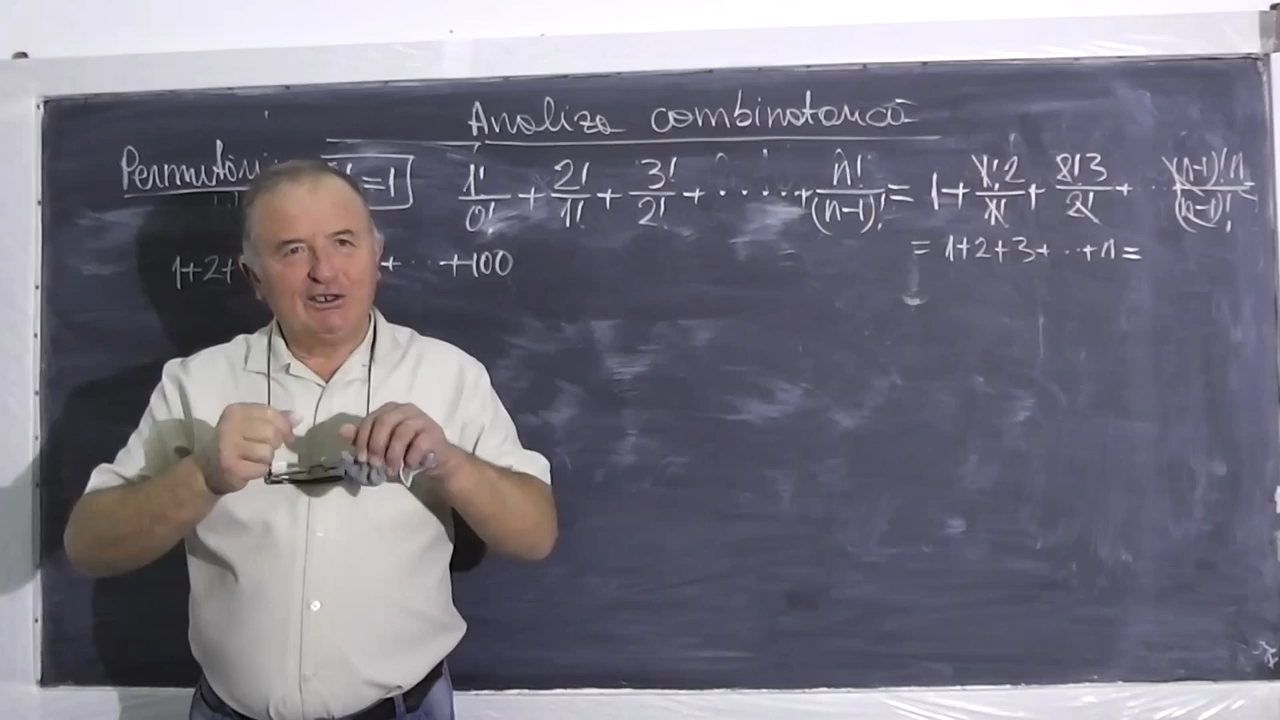 Analiza combinatorică
Permutări =1 1!/0! + 2!/1! + 3!/2! + ..... + n!/(n-1)! = 1 + 1!·2/1! + 2!·3/2! + ... (n-1)!·n/(n-1)!
= 1+2+3+...+n=
1+2+ +...+100